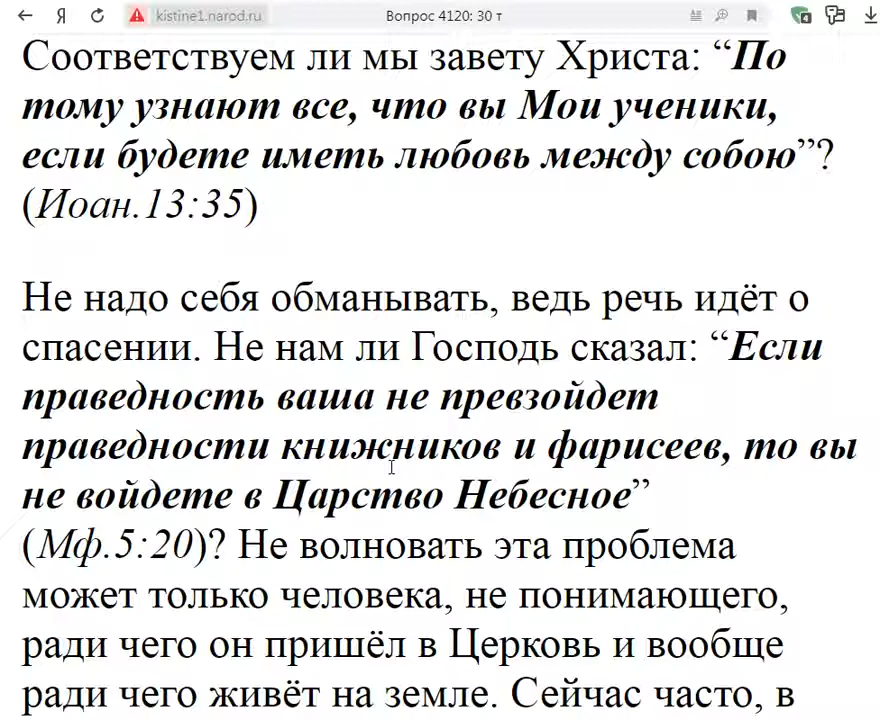 kistine1.narod.ru Вопрос 4120: 30 т
Соответствуем ли мы завету Христа: “По
тому узнают все, что вы Мои ученики,
если будете иметь любовь между собою”?
(Иоан.13:35)
Не надо себя обманывать, ведь речь идёт о
спасении. Не нам ли Господь сказал: “Если
праведность ваша не превзойдет
праведности книжников и фарисеев, то вы
не войдете в Царство Небесное”
(Мф.5:20)? Не волновать эта проблема
может только человека, не понимающего,
ради чего он пришёл в Церковь и вообще
ради чего живёт на земле. Сейчас часто, в